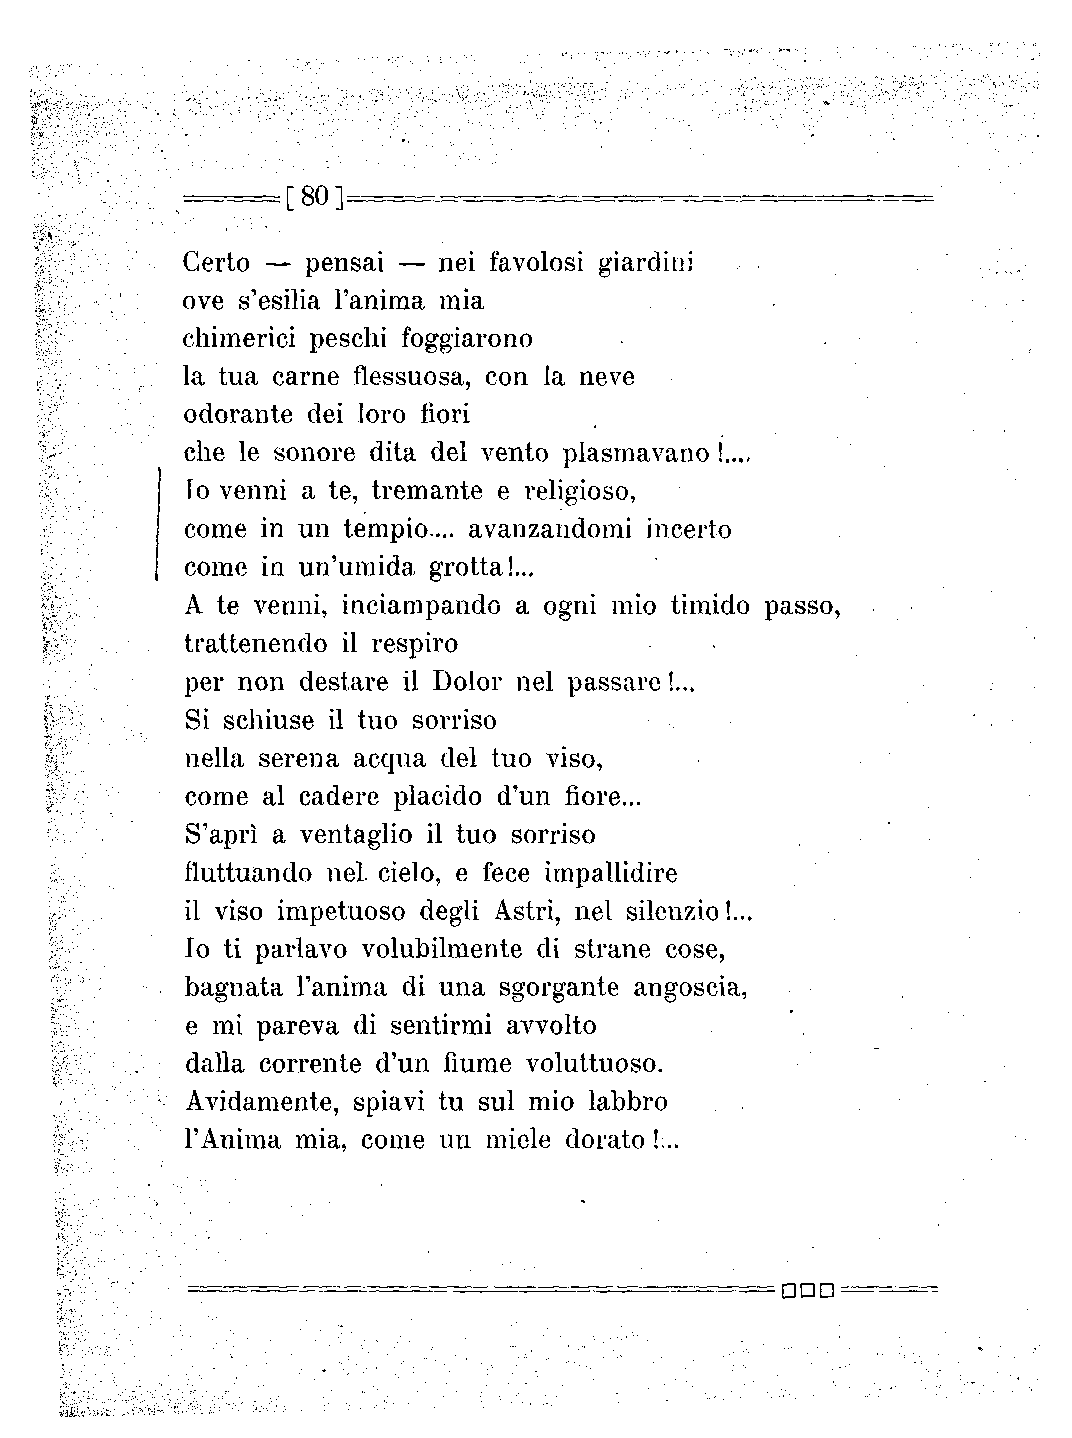 [ 80 ]
Certo — pensai — nei favolosi giardini
ove s'esilia l'anima mia
chimerici peschi foggiarono
la tua carne flessuosa, con la neve
odorante dei loro fiori
che le sonore dita del vento plasmavano !....
Io venni a te, tremante e religioso,
come in un tempio.... avanzandomi incerto
come in un'umida grotta !...
A te venni, inciampando a ogni mio timido passo,
trattenendo il respiro
per non destare il Dolor nel passare !...
Si schiuse il tuo sorriso
nella serena acqua del tuo viso,
come al cadere placido d'un fiore...
S'aprì a ventaglio il tuo sorriso
fluttuando nel cielo, e fece impallidire
il viso impetuoso degli Astri, nel silenzio !...
Io ti parlavo volubilmente di strane cose,
bagnata l'anima di una sgorgante angoscia,
e mi pareva di sentirmi avvolto
dalla corrente d'un fiume voluttuoso.
Avidamente, spiavi tu sul mio labbro
l'Anima mia, come un miele dorato !...